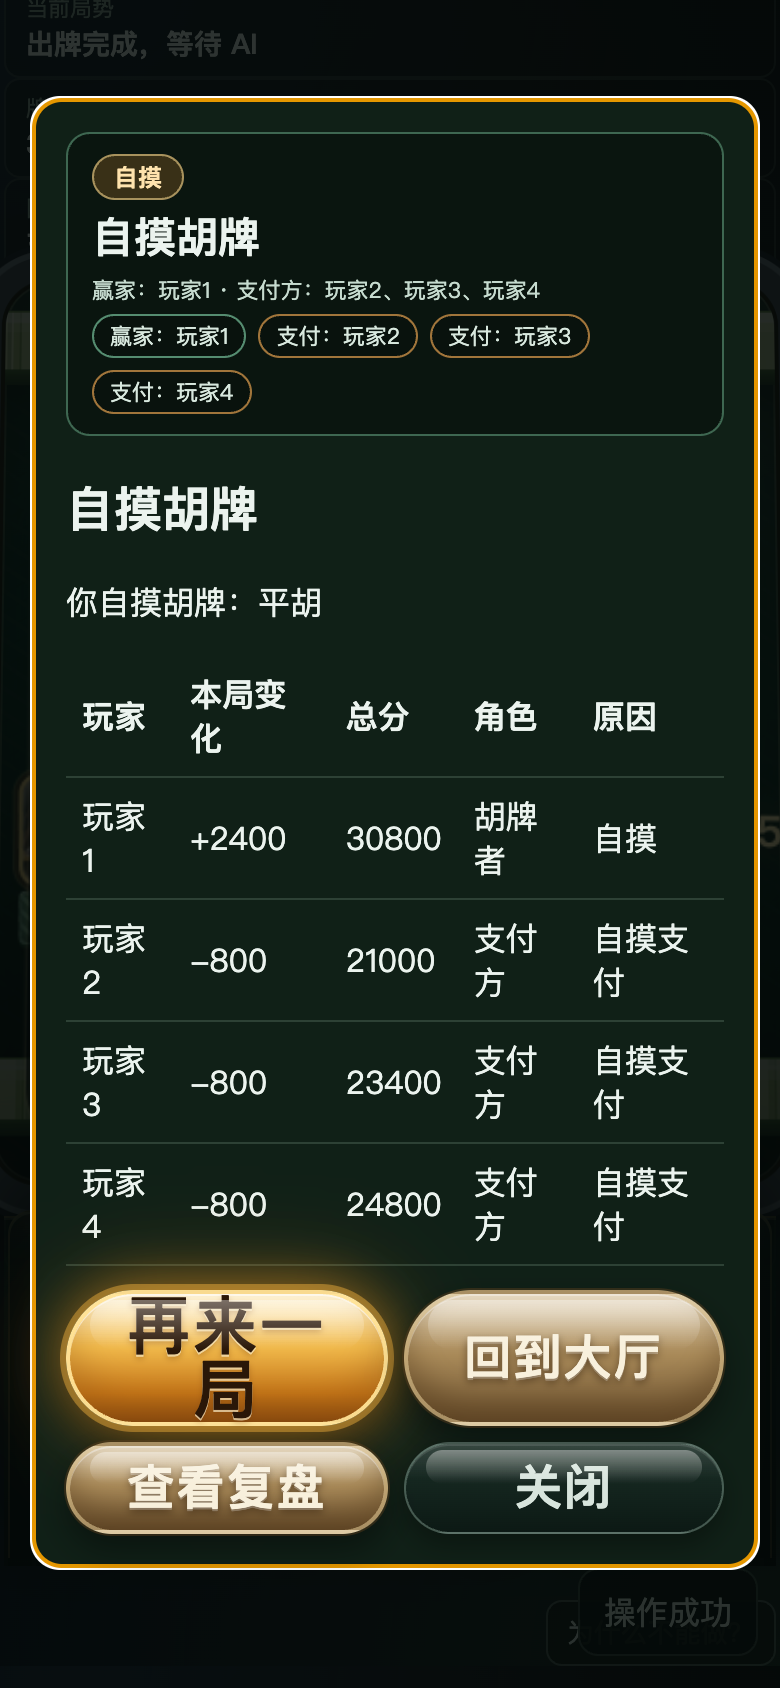 当前局势
出牌完成，等待 AI
自摸
自摸胡牌
赢家：玩家1 · 支付方：玩家2、玩家3、玩家4
赢家：玩家1
支付：玩家2
支付：玩家3
支付：玩家4
自摸胡牌
你自摸胡牌：平胡
玩家 本局变化 总分 角色 原因
玩家1 +2400 30800 胡牌者 自摸
玩家2 −800 21000 支付方 自摸支付
玩家3 −800 23400 支付方 自摸支付
玩家4 −800 24800 支付方 自摸支付
再来一局
回到大厅
查看复盘
关闭
操作成功